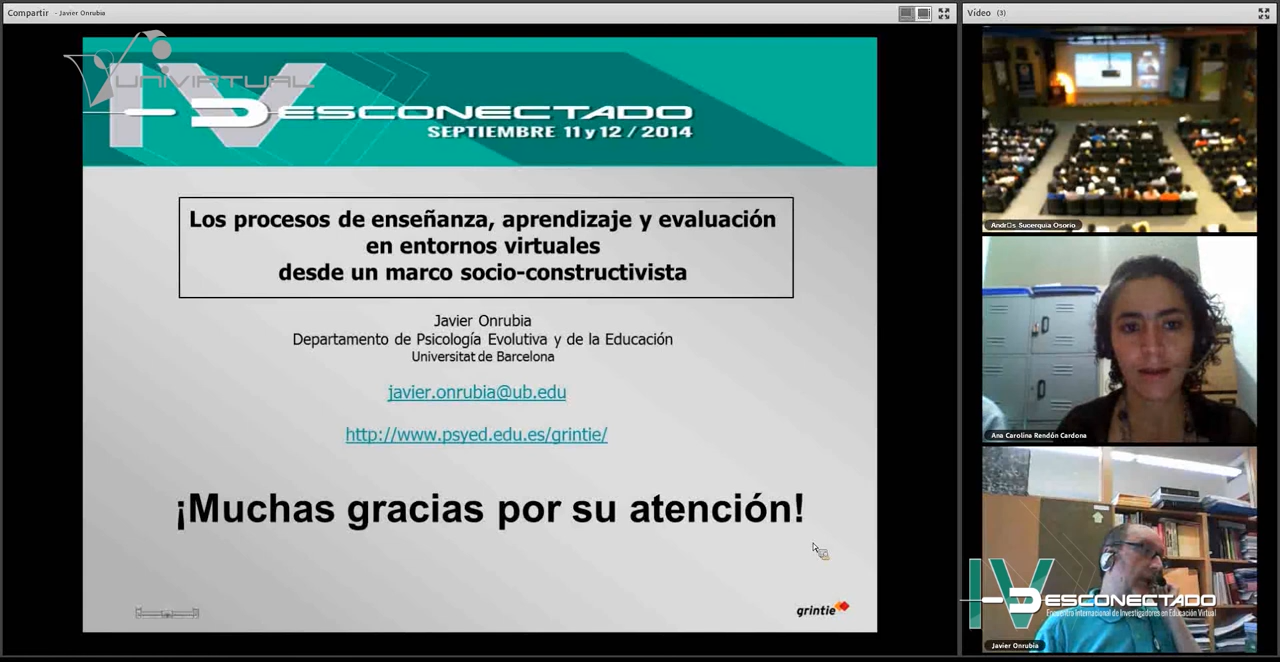 Compartir - Javier Onrubia
Vídeo (3)
UNIVIRTUAL
IV DESCONECTADO
SEPTIEMBRE 11 y 12 / 2014
Los procesos de enseñanza, aprendizaje y evaluación
en entornos virtuales
desde un marco socio-constructivista
Javier Onrubia
Departamento de Psicología Evolutiva y de la Educación
Universitat de Barcelona
javier.onrubia@ub.edu
http://www.psyed.edu.es/grintie/
¡Muchas gracias por su atención!
grintie
Andr□s Sucerquia Osorio
Ana Carolina Rendón Cardona
IV DESCONECTADO
Encuentro Internacional de Investigadores en Educación Virtual
Javier Onrubia